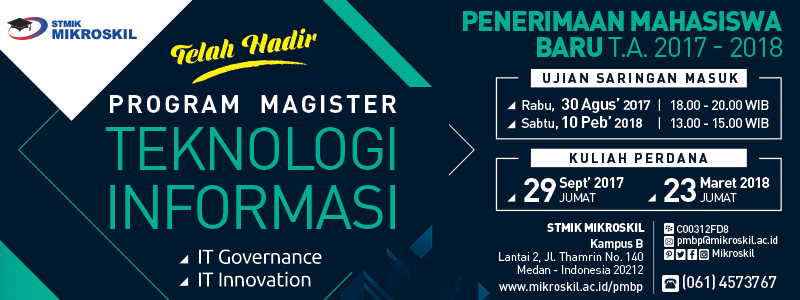 STMIK
MIKROSKIL
Telah Hadir
PROGRAM MAGISTER
TEKNOLOGI
INFORMASI
IT Governance
IT Innovation
PENERIMAAN MAHASISWA
BARU T.A. 2017 - 2018
UJIAN SARINGAN MASUK
Rabu, 30 Agus' 2017 | 18.00 - 20.00 WIB
Sabtu, 10 Peb' 2018 | 13.00 - 15.00 WIB
KULIAH PERDANA
29 Sept' 2017 JUMAT
23 Maret 2018 JUMAT
STMIK MIKROSKIL
Kampus B
Lantai 2, Jl. Thamrin No. 140
Medan - Indonesia 20212
www.mikroskil.ac.id/pmbp
C00312FD8
pmbp@mikroskil.ac.id
Mikroskil
(061) 4573767